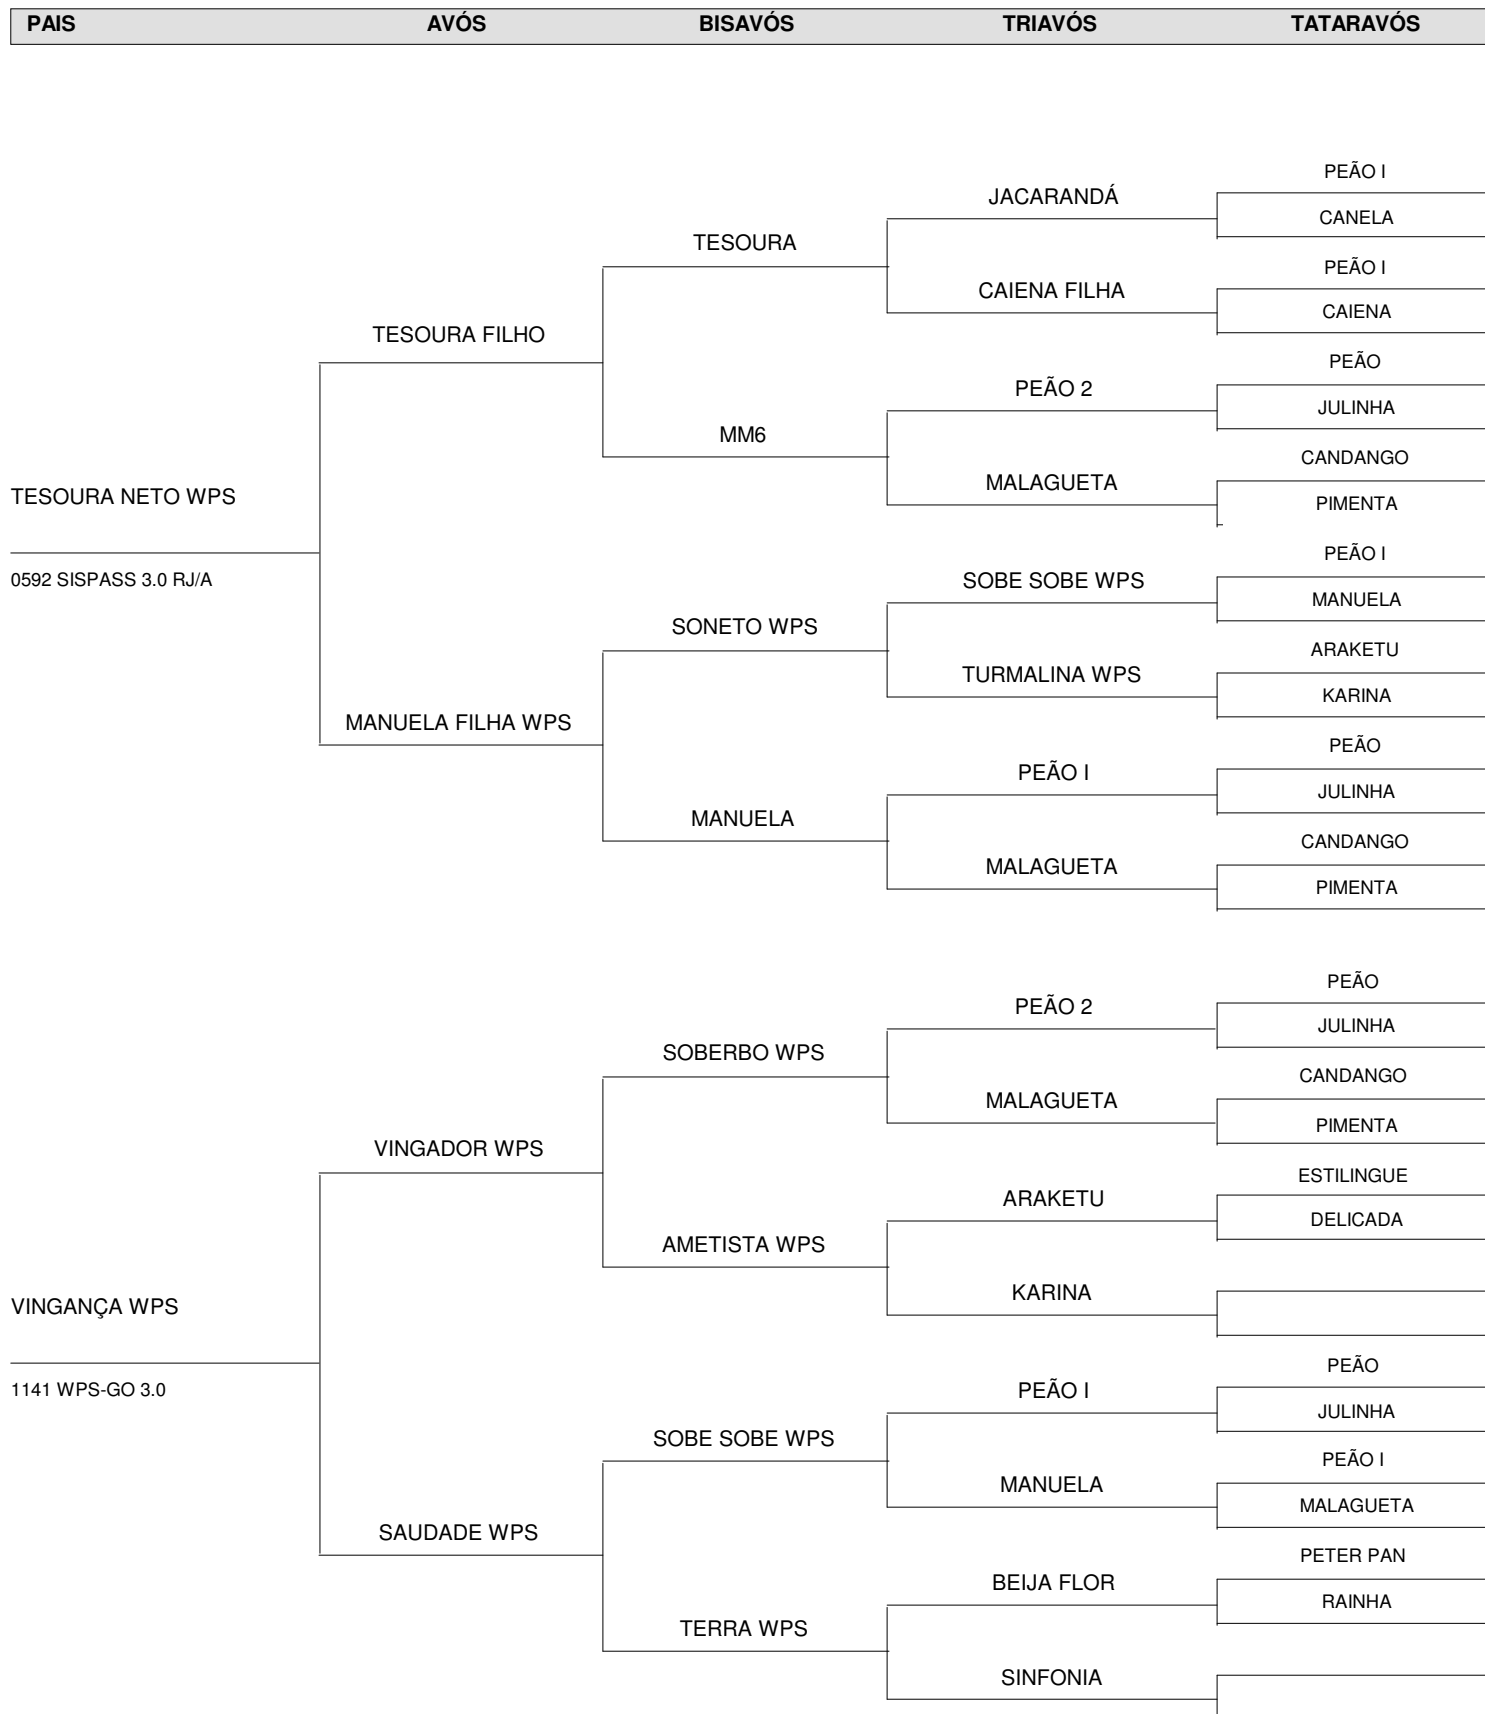 PAIS AVÓS BISAVÓS TRIAVÓS TATARAVÓS
PEÃO I
JACARANDÁ
CANELA
TESOURA
PEÃO I
CAIENA FILHA
CAIENA
TESOURA FILHO
PEÃO
PEÃO 2
JULINHA
MM6
CANDANGO
MALAGUETA
TESOURA NETO WPS
PIMENTA
PEÃO I
0592 SISPASS 3.0 RJ/A
SOBE SOBE WPS
MANUELA
SONETO WPS
ARAKETU
TURMALINA WPS
KARINA
MANUELA FILHA WPS
PEÃO
PEÃO I
JULINHA
MANUELA
CANDANGO
MALAGUETA
PIMENTA
PEÃO
PEÃO 2
JULINHA
SOBERBO WPS
CANDANGO
MALAGUETA
PIMENTA
VINGADOR WPS
ESTILINGUE
ARAKETU
DELICADA
AMETISTA WPS
KARINA
VINGANÇA WPS
PEÃO
1141 WPS-GO 3.0
PEÃO I
JULINHA
SOBE SOBE WPS
PEÃO I
MANUELA
MALAGUETA
SAUDADE WPS
PETER PAN
BEIJA FLOR
RAINHA
TERRA WPS
SINFONIA